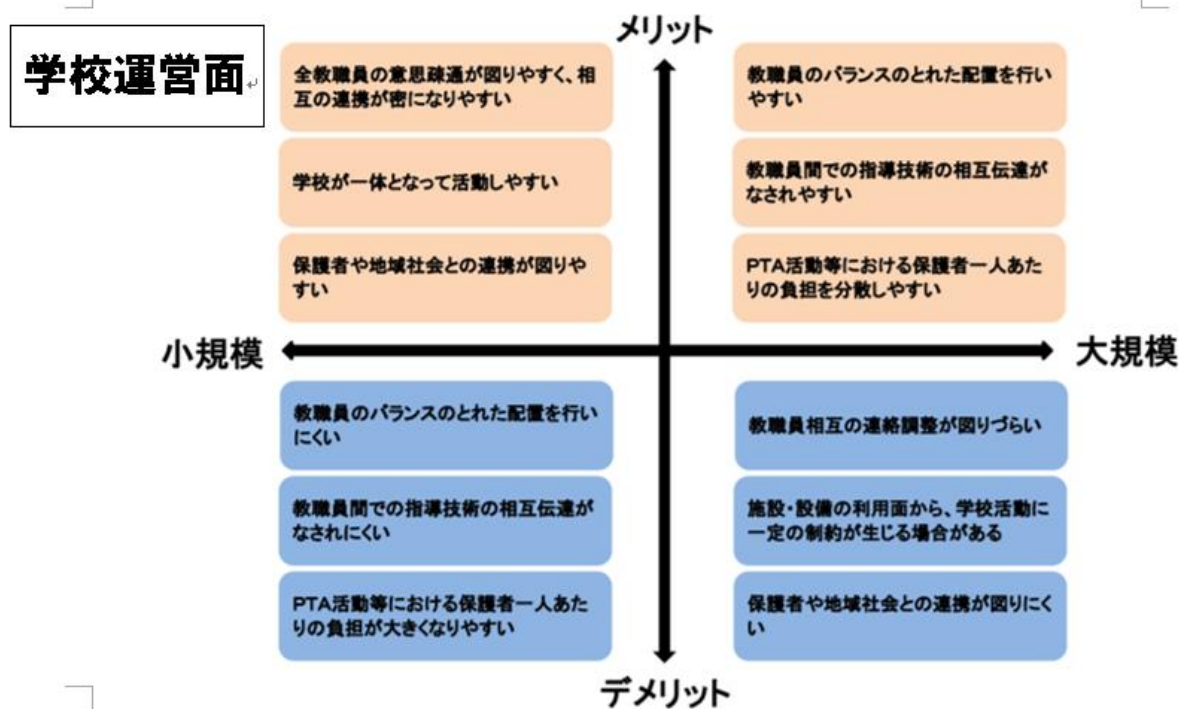 学校運営面
メリット
全教職員の意思疎通が図りやすく、相
互の連携が密になりやすい
学校が一体となって活動しやすい
保護者や地域社会との連携が図りや
すい
教職員のバランスのとれた配置を行い
やすい
教職員間での指導技術の相互伝達が
なされやすい
PTA活動等における保護者一人あた
りの負担を分散しやすい
小規模
大規模
教職員のバランスのとれた配置を行い
にくい
教職員間での指導技術の相互伝達が
なされにくい
PTA活動等における保護者一人あた
りの負担が大きくなりやすい
教職員相互の連絡調整が図りづらい
施設・設備の利用面から、学校活動に
一定の制約が生じる場合がある
保護者や地域社会との連携が図りにく
い
デメリット